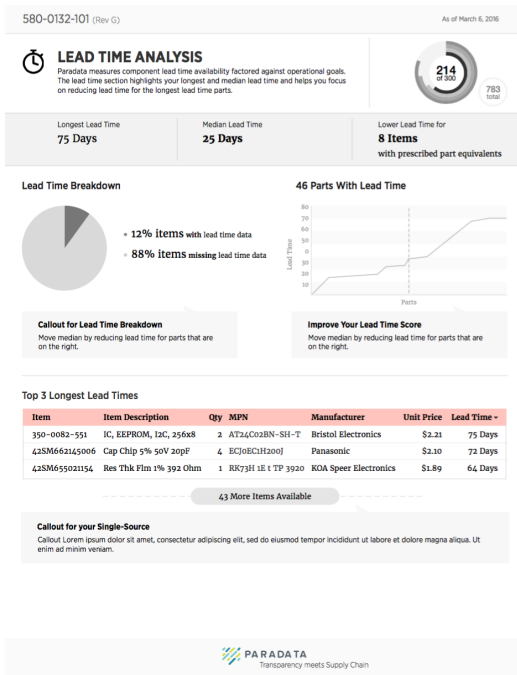 580-0132-101 (Rev G)
As of March 6, 2016
LEAD TIME ANALYSIS
Paradata measures component lead time availability factored against operational goals.
The lead time section highlights your longest and median lead time and helps you focus
on reducing lead time for the longest lead time parts.
214
of 300
783
total
Longest Lead Time
75 Days
Median Lead Time
25 Days
Lower Lead Time for
8 Items
with prescribed part equivalents
Lead Time Breakdown
12% items with lead time data
88% items missing lead time data
46 Parts With Lead Time
Lead Time
80
70
60
50
0
30
20
10
Parts
Callout for Lead Time Breakdown
Move median by reducing lead time for parts that are
on the right.
Improve Your Lead Time Score
Move median by reducing lead time for parts that are
on the right.
Top 3 Longest Lead Times
Item Item Description Qty MPN Manufacturer Unit Price Lead Time
350-0082-551 IC, EEPROM, I2C, 256x8 2 AT24C02BN-SH-T Bristol Electronics $2.21 75 Days
42SM662145006 Cap Chip 5% 50V 20pF 4 ECJ0EC1H200J Panasonic $2.10 72 Days
42SM655021154 Res Thk Flm 1% 392 Ohm 1 RK73H 1E t TP 3920 KOA Speer Electronics $1.89 64 Days
43 More Items Available
Callout for your Single-Source
Callout Lorem ipsum dolor sit amet, consectetur adipiscing elit, sed do eiusmod tempor incididunt ut labore et dolore magna aliqua. Ut
enim ad minim veniam.
PARADATA
Transparency meets Supply Chain